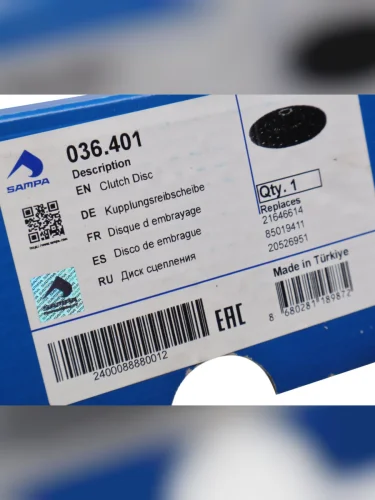 036.401
Description
SAMPA
EN Clutch Disc
DE Kupplungsreibscheibe
FR Disque d embrayage
ES Disco de embrague
RU Диск сцепления
Qty. 1
Replaces
21646614
85019411
20526951
Made in Türkiye
SAMPA
2400088880012
EAC
8 680281 189872